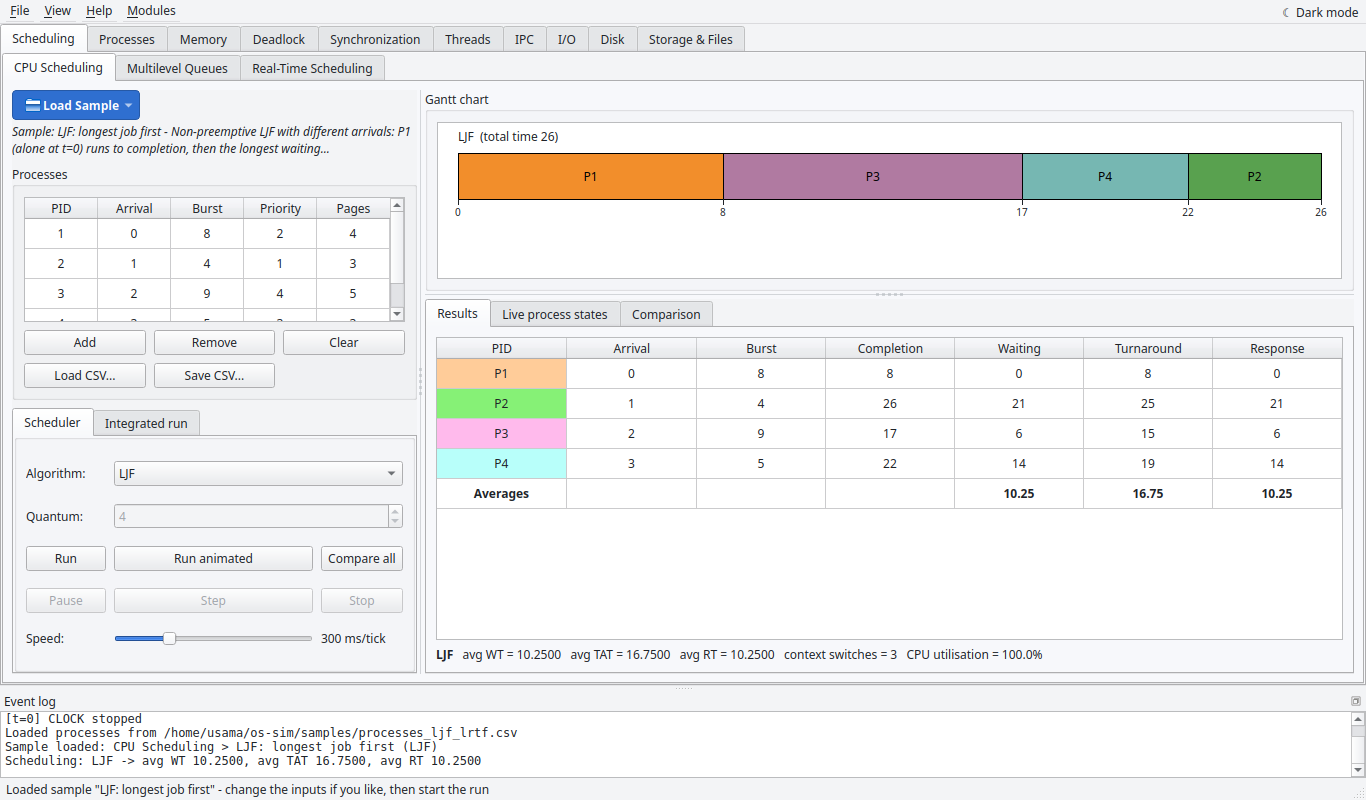 File View Help Modules
☾ Dark mode
Scheduling Processes Memory Deadlock Synchronization Threads IPC I/O Disk Storage & Files
CPU Scheduling Multilevel Queues Real-Time Scheduling
Load Sample
Sample: LJF: longest job first - Non-preemptive LJF with different arrivals: P1
(alone at t=0) runs to completion, then the longest waiting...
Processes
PID Arrival Burst Priority Pages
1 0 8 2 4
2 1 4 1 3
3 2 9 4 5
Add Remove Clear
Load CSV... Save CSV...
Scheduler Integrated run
Algorithm: LJF
Quantum: 4
Run Run animated Compare all
Pause Step Stop
Speed: 300 ms/tick
Gantt chart
LJF (total time 26)
P1 P3 P4 P2
0 8 17 22 26
Results Live process states Comparison
PID Arrival Burst Completion Waiting Turnaround Response
P1 0 8 8 0 8 0
P2 1 4 26 21 25 21
P3 2 9 17 6 15 6
P4 3 5 22 14 19 14
Averages 10.25 16.75 10.25
LJF avg WT = 10.2500 avg TAT = 16.7500 avg RT = 10.2500 context switches = 3 CPU utilisation = 100.0%
Event log
[t=0] CLOCK stopped
Loaded processes from /home/usama/os-sim/samples/processes_ljf_lrtf.csv
Sample loaded: CPU Scheduling > LJF: longest job first (LJF)
Scheduling: LJF -> avg WT 10.2500, avg TAT 16.7500, avg RT 10.2500
Loaded sample "LJF: longest job first" - change the inputs if you like, then start the run